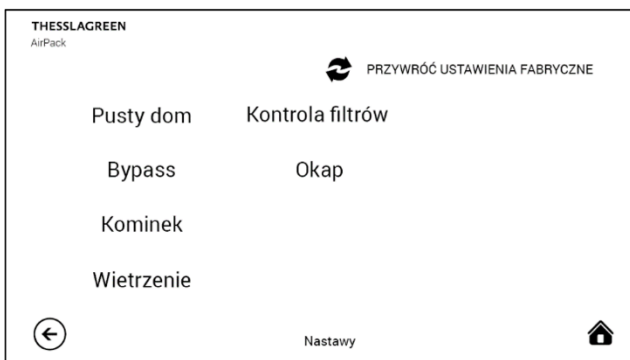 THESSLAGREEN
AirPack
PRZYWRÓĆ USTAWIENIA FABRYCZNE
Pusty dom
Kontrola filtrów
Bypass
Okap
Kominek
Wietrzenie
Nastawy